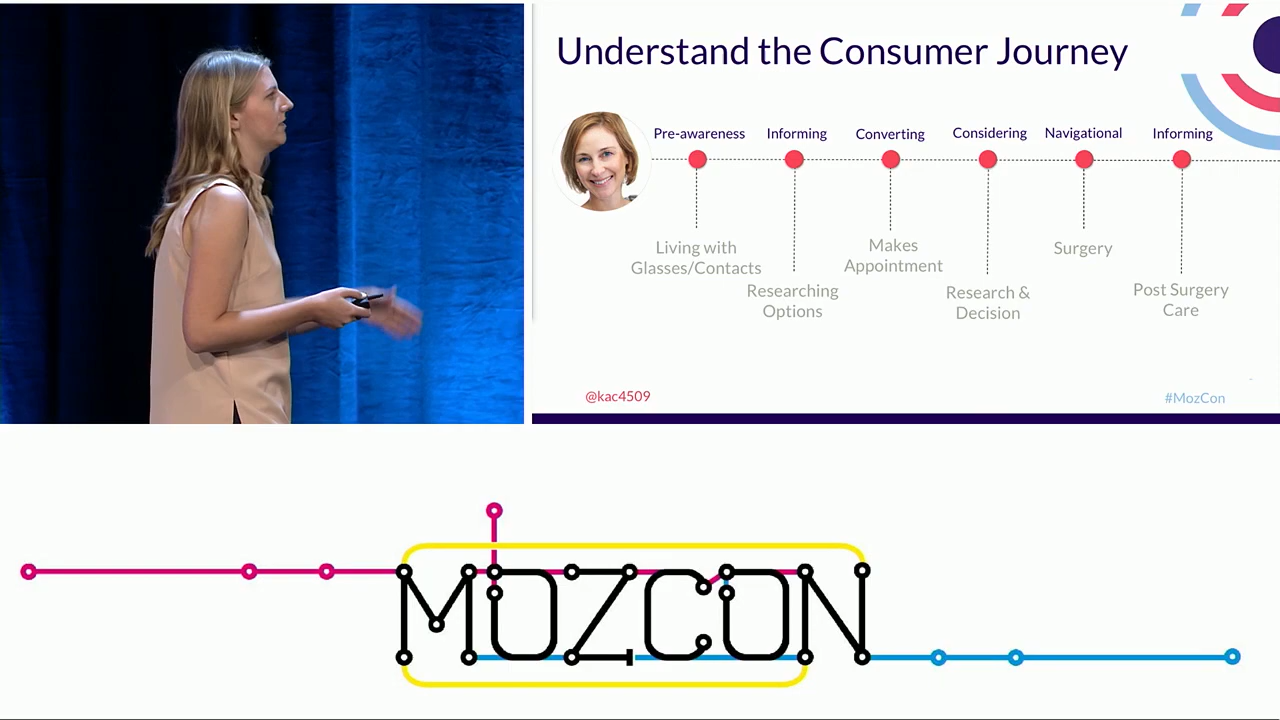 Understand the Consumer Journey
Pre-awareness
Informing
Converting
Considering
Navigational
Informing
Living with
Glasses/Contacts
Researching
Options
Makes
Appointment
Research &
Decision
Surgery
Post Surgery
Care
@kac4509
#MozCon
MOZCON